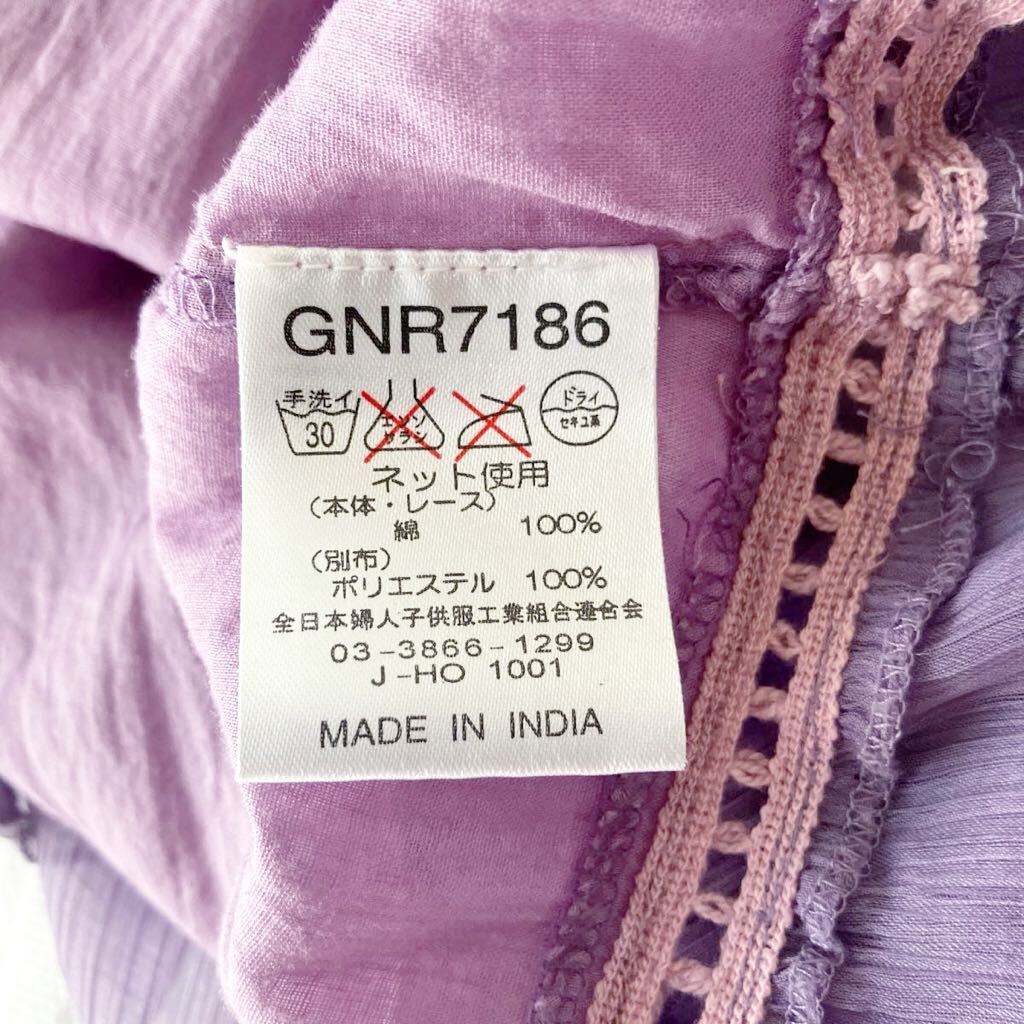 GNR7186
手洗イ 30 エンソ サラシ ドライ セキユ系
ネット使用
(本体・レース)
綿 100%
(別布)
ポリエステル 100%
全日本婦人子供服工業組合連合会
03-3866-1299
J-HO 1001
MADE IN INDIA